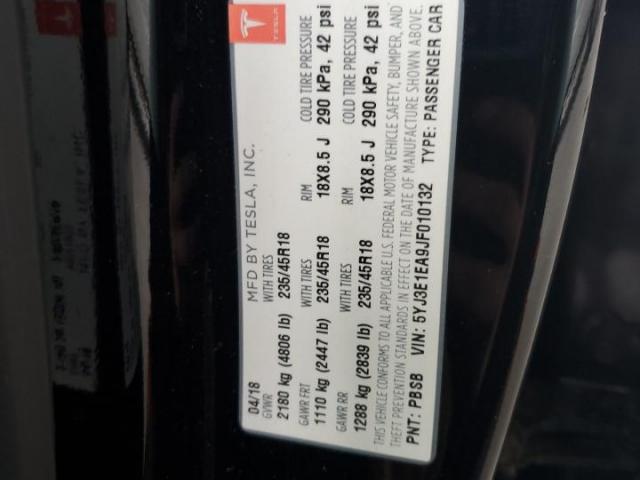 04/18 MFD BY TESLA, INC. TESLA
GVWR WITH TIRES RIM COLD TIRE PRESSURE
2180 kg (4806 lb) 235/45R18 18X8.5 J 290 kPa, 42 psi
GAWR FRT WITH TIRES RIM COLD TIRE PRESSURE
1110 kg (2447 lb) 235/45R18 18X8.5 J 290 kPa, 42 psi
GAWR RR
1288 kg (2839 lb) 235/45R18
THIS VEHICLE CONFORMS TO ALL APPLICABLE U.S. FEDERAL MOTOR VEHICLE SAFETY, BUMPER, AND
THEFT PREVENTION STANDARDS IN EFFECT ON THE DATE OF MANUFACTURE SHOWN ABOVE.
PNT: PBSB VIN: 5YJ3E1EA9JF010132 TYPE: PASSENGER CAR